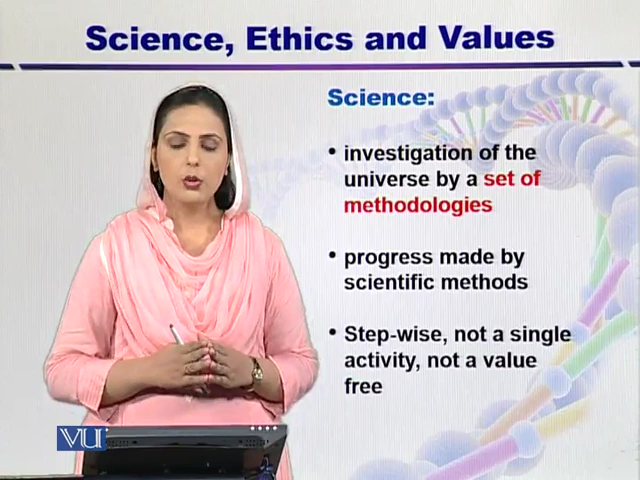 Science, Ethics and Values
Science:
• investigation of the
universe by a set of
methodologies
• progress made by
scientific methods
• Step-wise, not a single
activity, not a value
free
VU